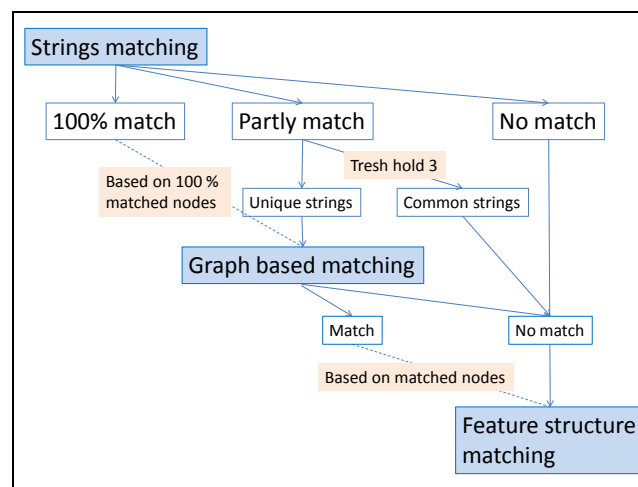 Strings matching
100% match
Partly match
No match
Tresh hold 3
Based on 100 %
matched nodes
Unique strings
Common strings
Graph based matching
Match
No match
Based on matched nodes
Feature structure
matching